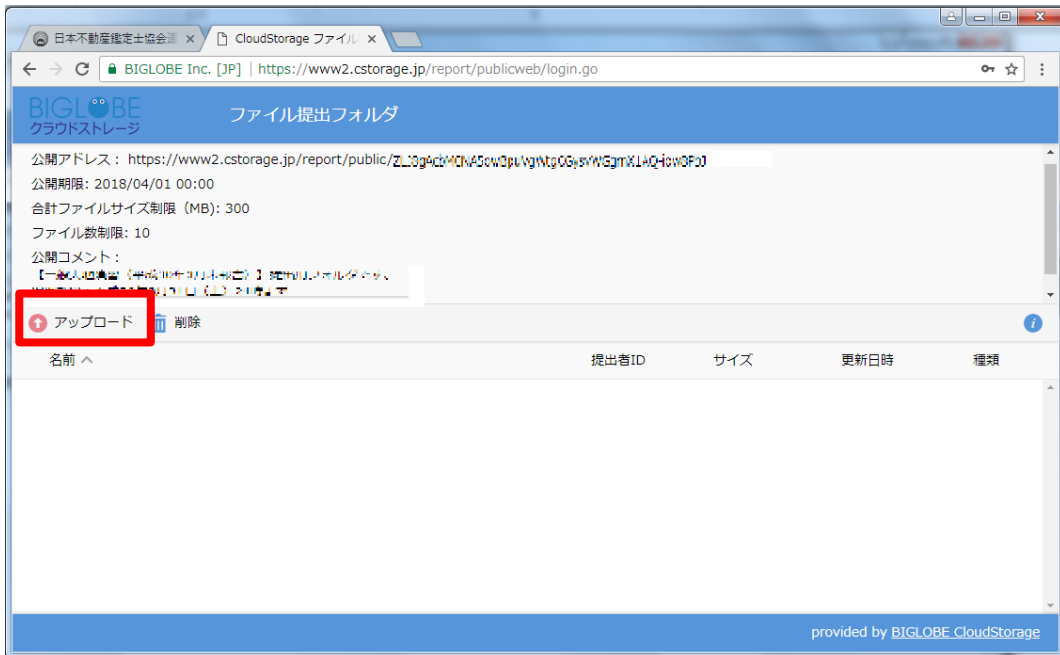 日本不動産鑑定士協会連
CloudStorage ファイル
BIGLOBE Inc. [JP] | https://www2.cstorage.jp/report/publicweb/login.go
BIGLOBE
クラウドストレージ
ファイル提出フォルダ
公開アドレス： https://www2.cstorage.jp/report/public/
公開期限: 2018/04/01 00:00
合計ファイルサイズ制限（MB): 300
ファイル数制限: 10
公開コメント：
アップロード 削除
名前 提出者ID サイズ 更新日時 種類
provided by BIGLOBE CloudStorage